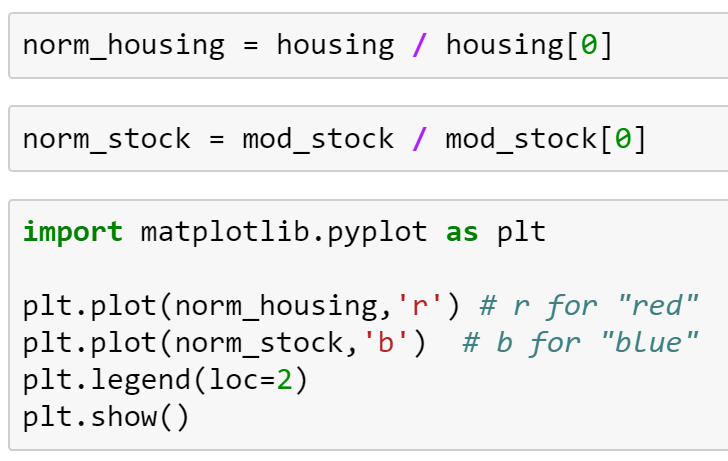 norm_housing = housing / housing[0]
norm_stock = mod_stock / mod_stock[0]
import matplotlib.pyplot as plt
plt.plot(norm_housing,'r') # r for "red"
plt.plot(norm_stock,'b')  # b for "blue"
plt.legend(loc=2)
plt.show()